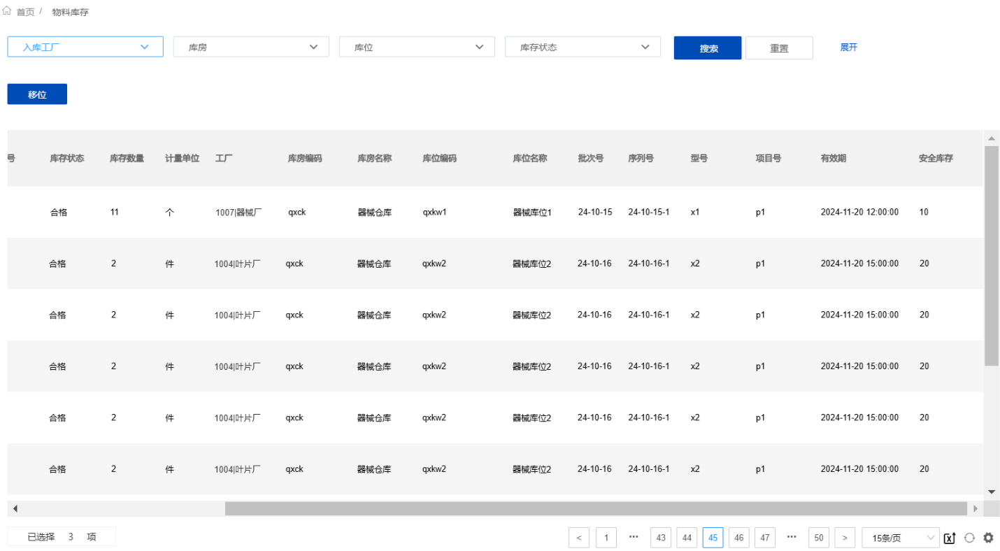 首页 / 物料库存
入库工厂 库房 库位 库存状态 搜索 重置 展开
移位
号 库存状态 库存数量 计量单位 工厂 库房编码 库房名称 库位编码 库位名称 批次号 序列号 型号 项目号 有效期 安全库存
合格 11 个 1007|器械厂 qxck 器械仓库 qxkw1 器械库位1 24-10-15 24-10-15-1 x1 p1 2024-11-20 12:00:00 10
合格 2 件 1004|叶片厂 qxck 器械仓库 qxkw2 器械库位2 24-10-16 24-10-16-1 x2 p1 2024-11-20 15:00:00 20
合格 2 件 1004|叶片厂 qxck 器械仓库 qxkw2 器械库位2 24-10-16 24-10-16-1 x2 p1 2024-11-20 15:00:00 20
合格 2 件 1004|叶片厂 qxck 器械仓库 qxkw2 器械库位2 24-10-16 24-10-16-1 x2 p1 2024-11-20 15:00:00 20
合格 2 件 1004|叶片厂 qxck 器械仓库 qxkw2 器械库位2 24-10-16 24-10-16-1 x2 p1 2024-11-20 15:00:00 20
合格 2 件 1004|叶片厂 qxck 器械仓库 qxkw2 器械库位2 24-10-16 24-10-16-1 x2 p1 2024-11-20 15:00:00 20
已选择 3 项 < 1 ··· 43 44 45 46 47 ··· 50 > 15条/页